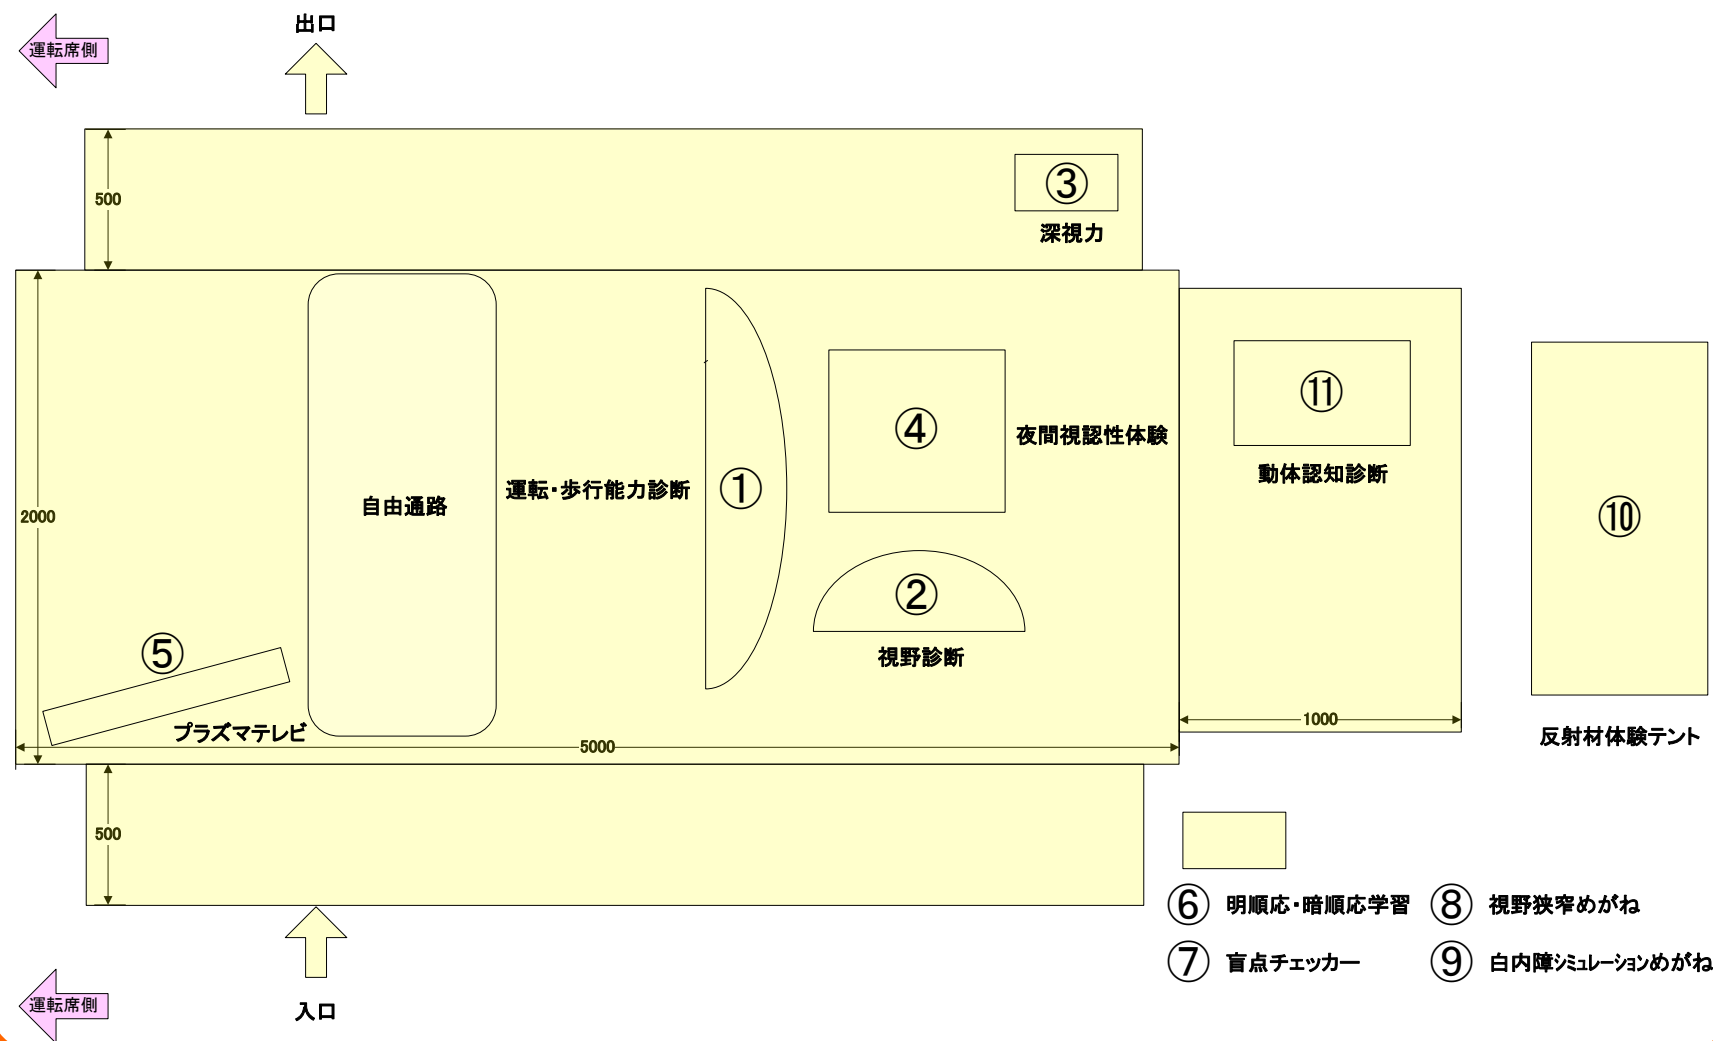 出口
運転席側
500
③
深視力
④
夜間視認性体験
⑪
動体認知診断
①
運転・歩行能力診断
自由通路
2000
⑩
②
視野診断
⑤
プラズマテレビ
1000
5000
反射材体験テント
500
⑥ 明順応・暗順応学習
⑧ 視野狭窄めがね
⑦ 盲点チェッカー
⑨ 白内障シミュレーションめがね
運転席側
入口